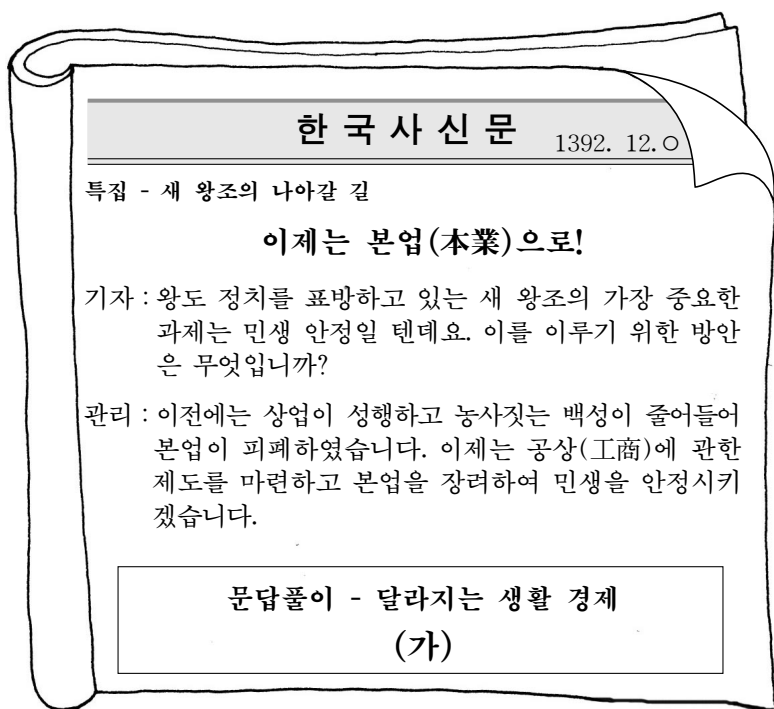 한국사신문 1392. 12.○
특집 - 새 왕조의 나아갈 길
이제는 본업(本業)으로!
기자 : 왕도 정치를 표방하고 있는 새 왕조의 가장 중요한
과제는 민생 안정일 텐데요. 이를 이루기 위한 방안
은 무엇입니까?
관리 : 이전에는 상업이 성행하고 농사짓는 백성이 줄어들어
본업이 피폐하였습니다. 이제는 공상(工商)에 관한
제도를 마련하고 본업을 장려하여 민생을 안정시키
겠습니다.
문답풀이 - 달라지는 생활 경제
(가)